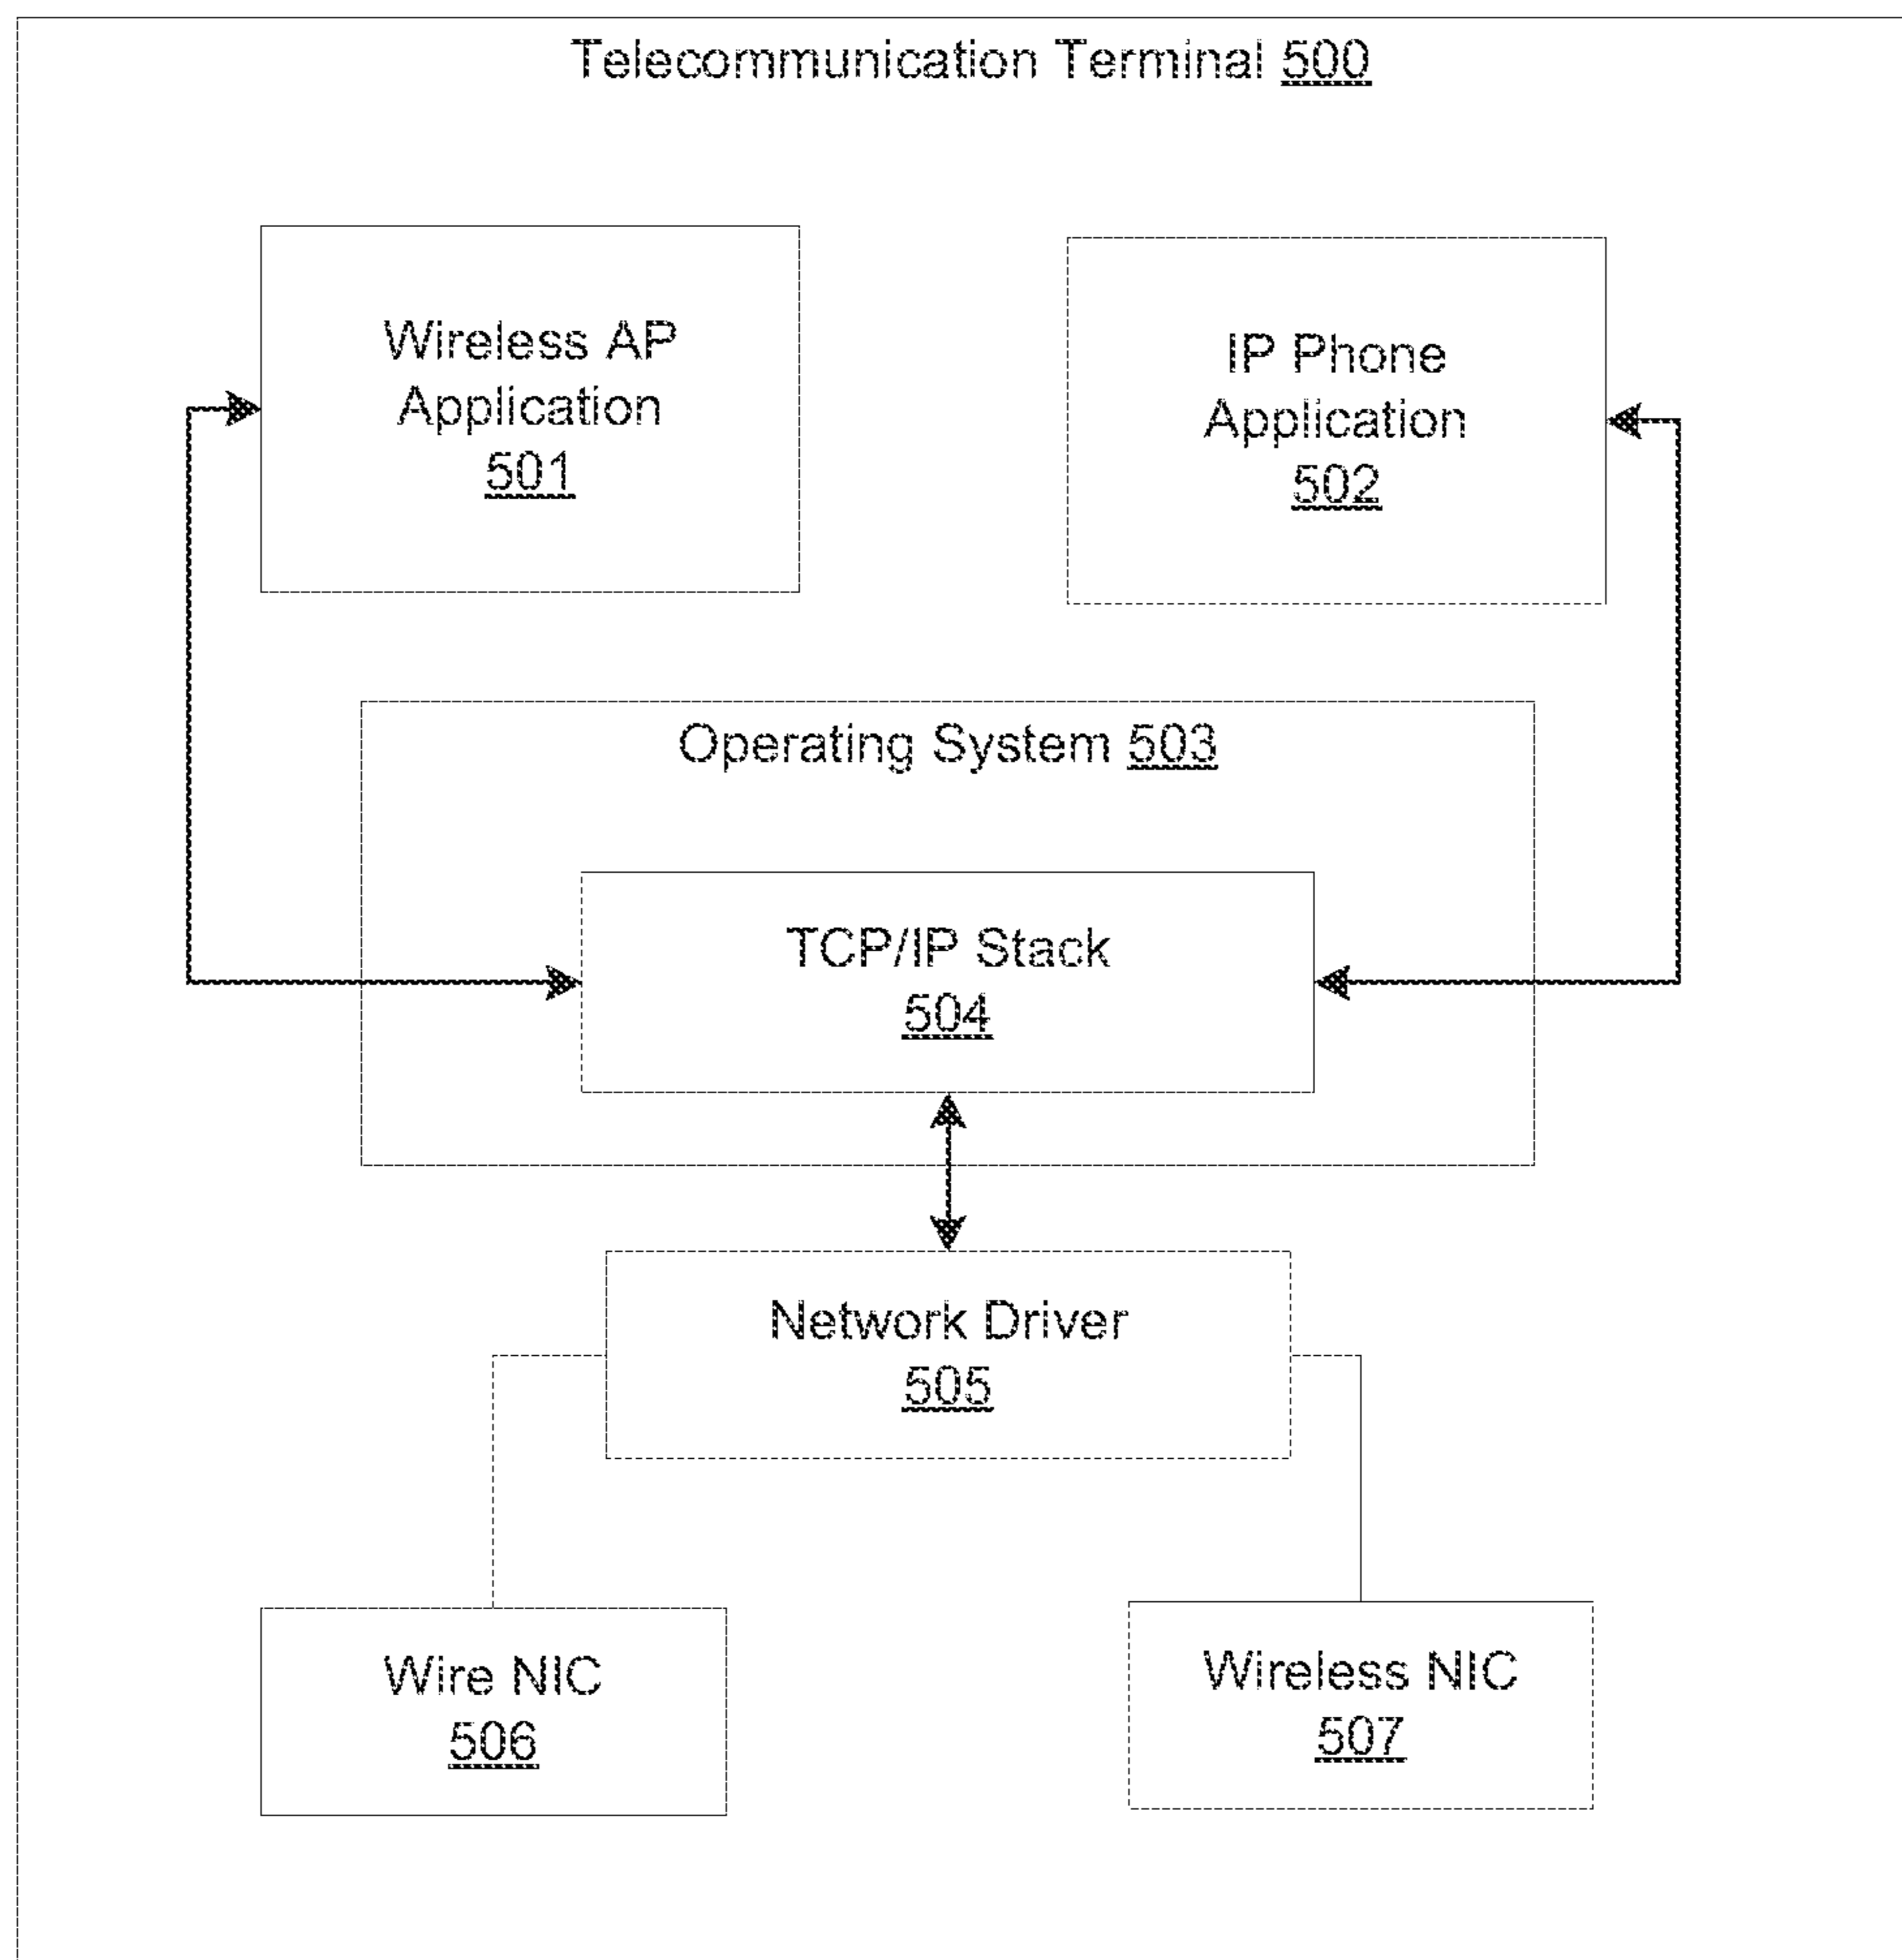 Telecommunication Terminal 500
Wireless AP
Application
501
IP Phone
Application
502
Operating System 503
TCP/IP Stack
504
Network Driver
505
Wire NIC
506
Wireless NIC
507